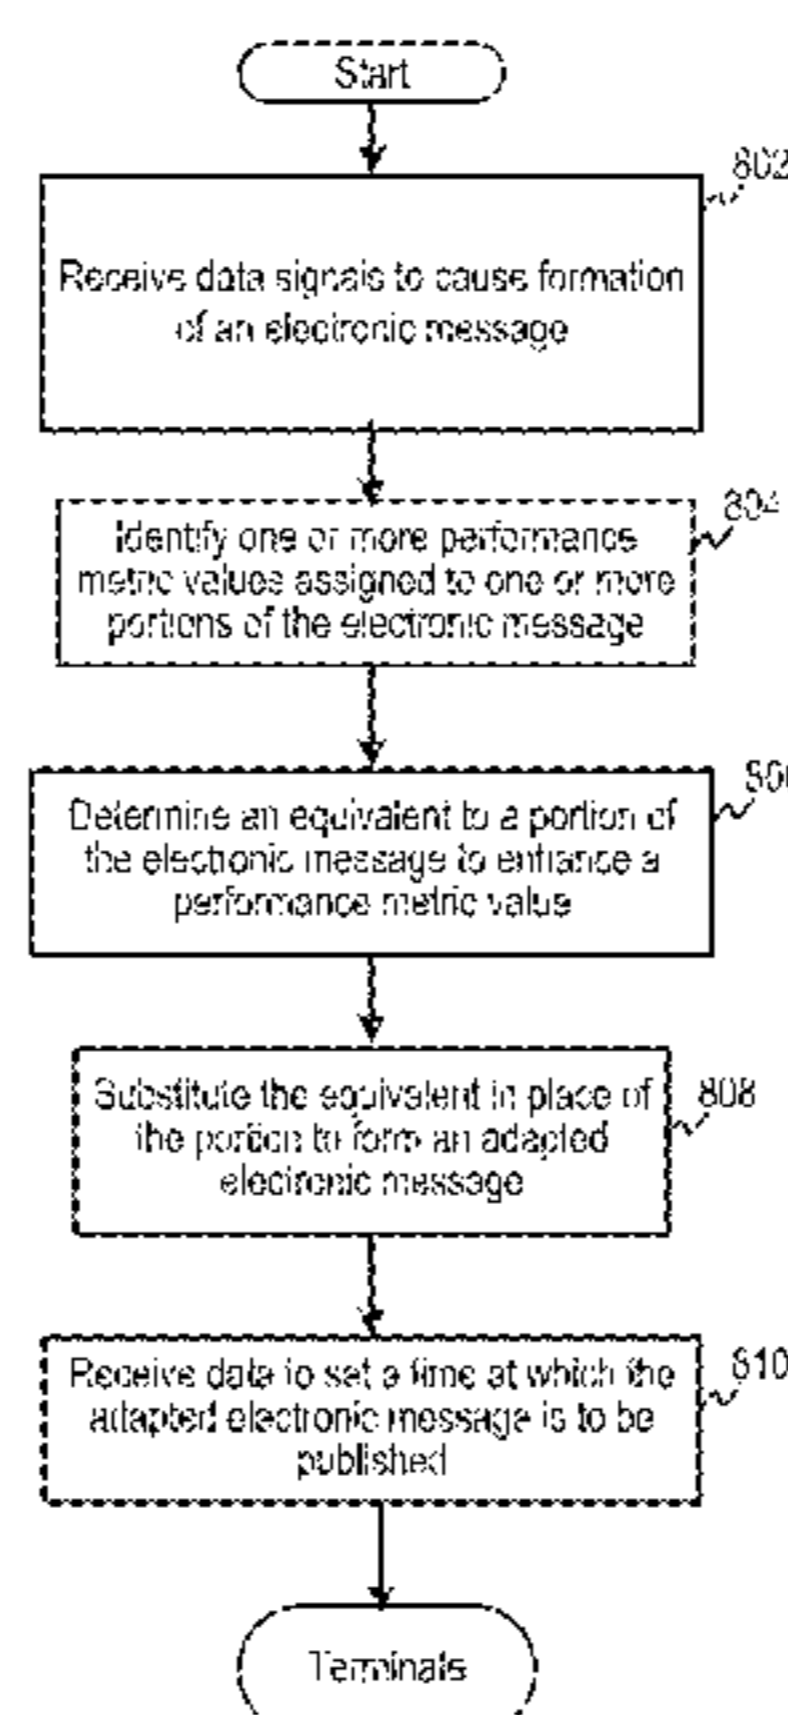 Start
802
Receive data signals to cause formation
of an electronic message
804
Identify one or more performance
metric values assigned to one or more
portions of the electronic message
Determine an equivalent to a portion of
the electronic message to enhance a
performance metric value
808
Substitute the equivalent in place of
the portion to form an adapted
electronic message
810
Receive data to set a time at which the
adapted electronic message is to be
published
Terminate